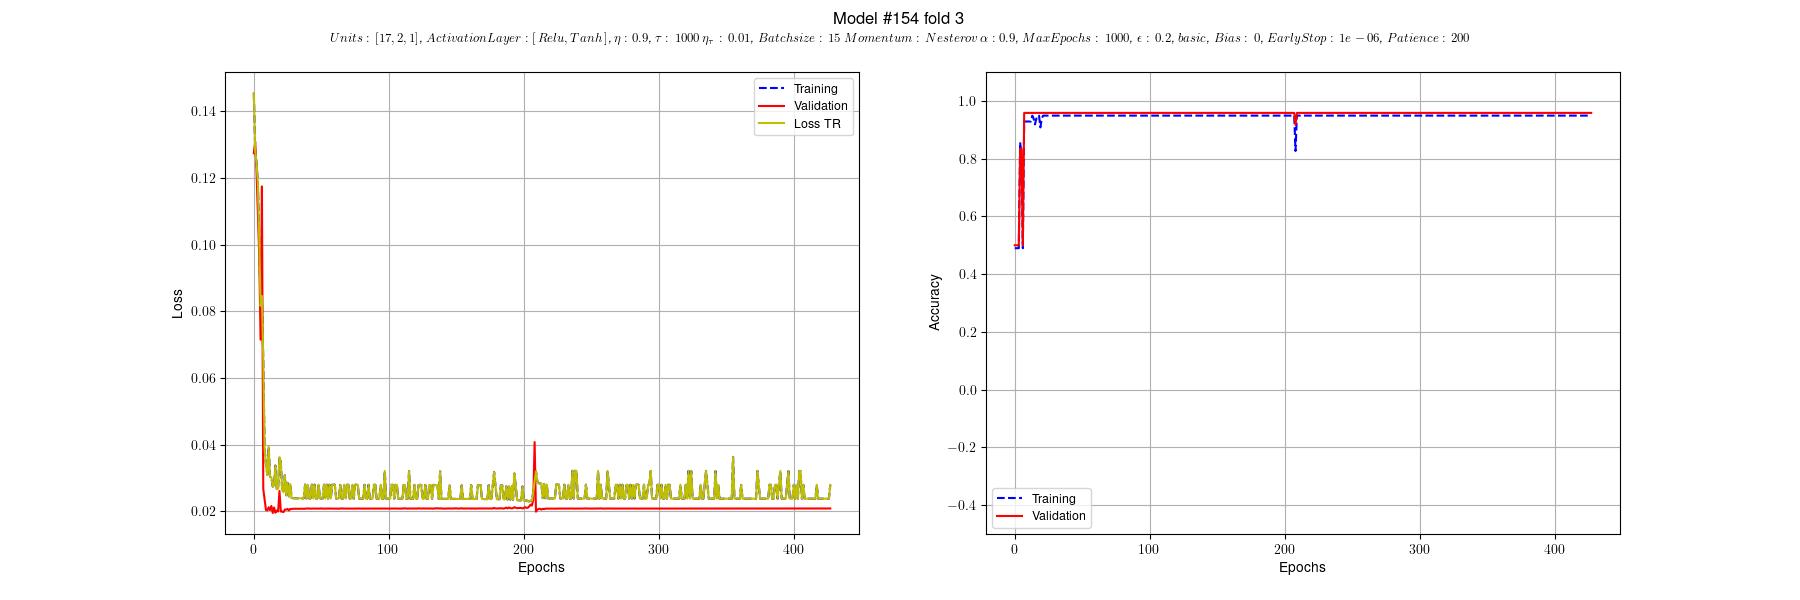 Model #154 fold 3
Units : [17, 2, 1], ActivationLayer : [Relu, Tanh], η : 0.9, τ : 1000 ητ : 0.01, Batchsize : 15 Momentum : Nesterov α : 0.9, MaxEpochs : 1000, ϵ : 0.2, basic, Bias : 0, EarlyStop : 1e − 06, Patience : 200
Training
Validation
Loss TR
0.14
0.12
0.10
0.08
0.06
0.04
0.02
Loss
0 100 200 300 400
Epochs
1.0
0.8
0.6
0.4
0.2
0.0
−0.2
−0.4
Accuracy
Training
Validation
0 100 200 300 400
Epochs